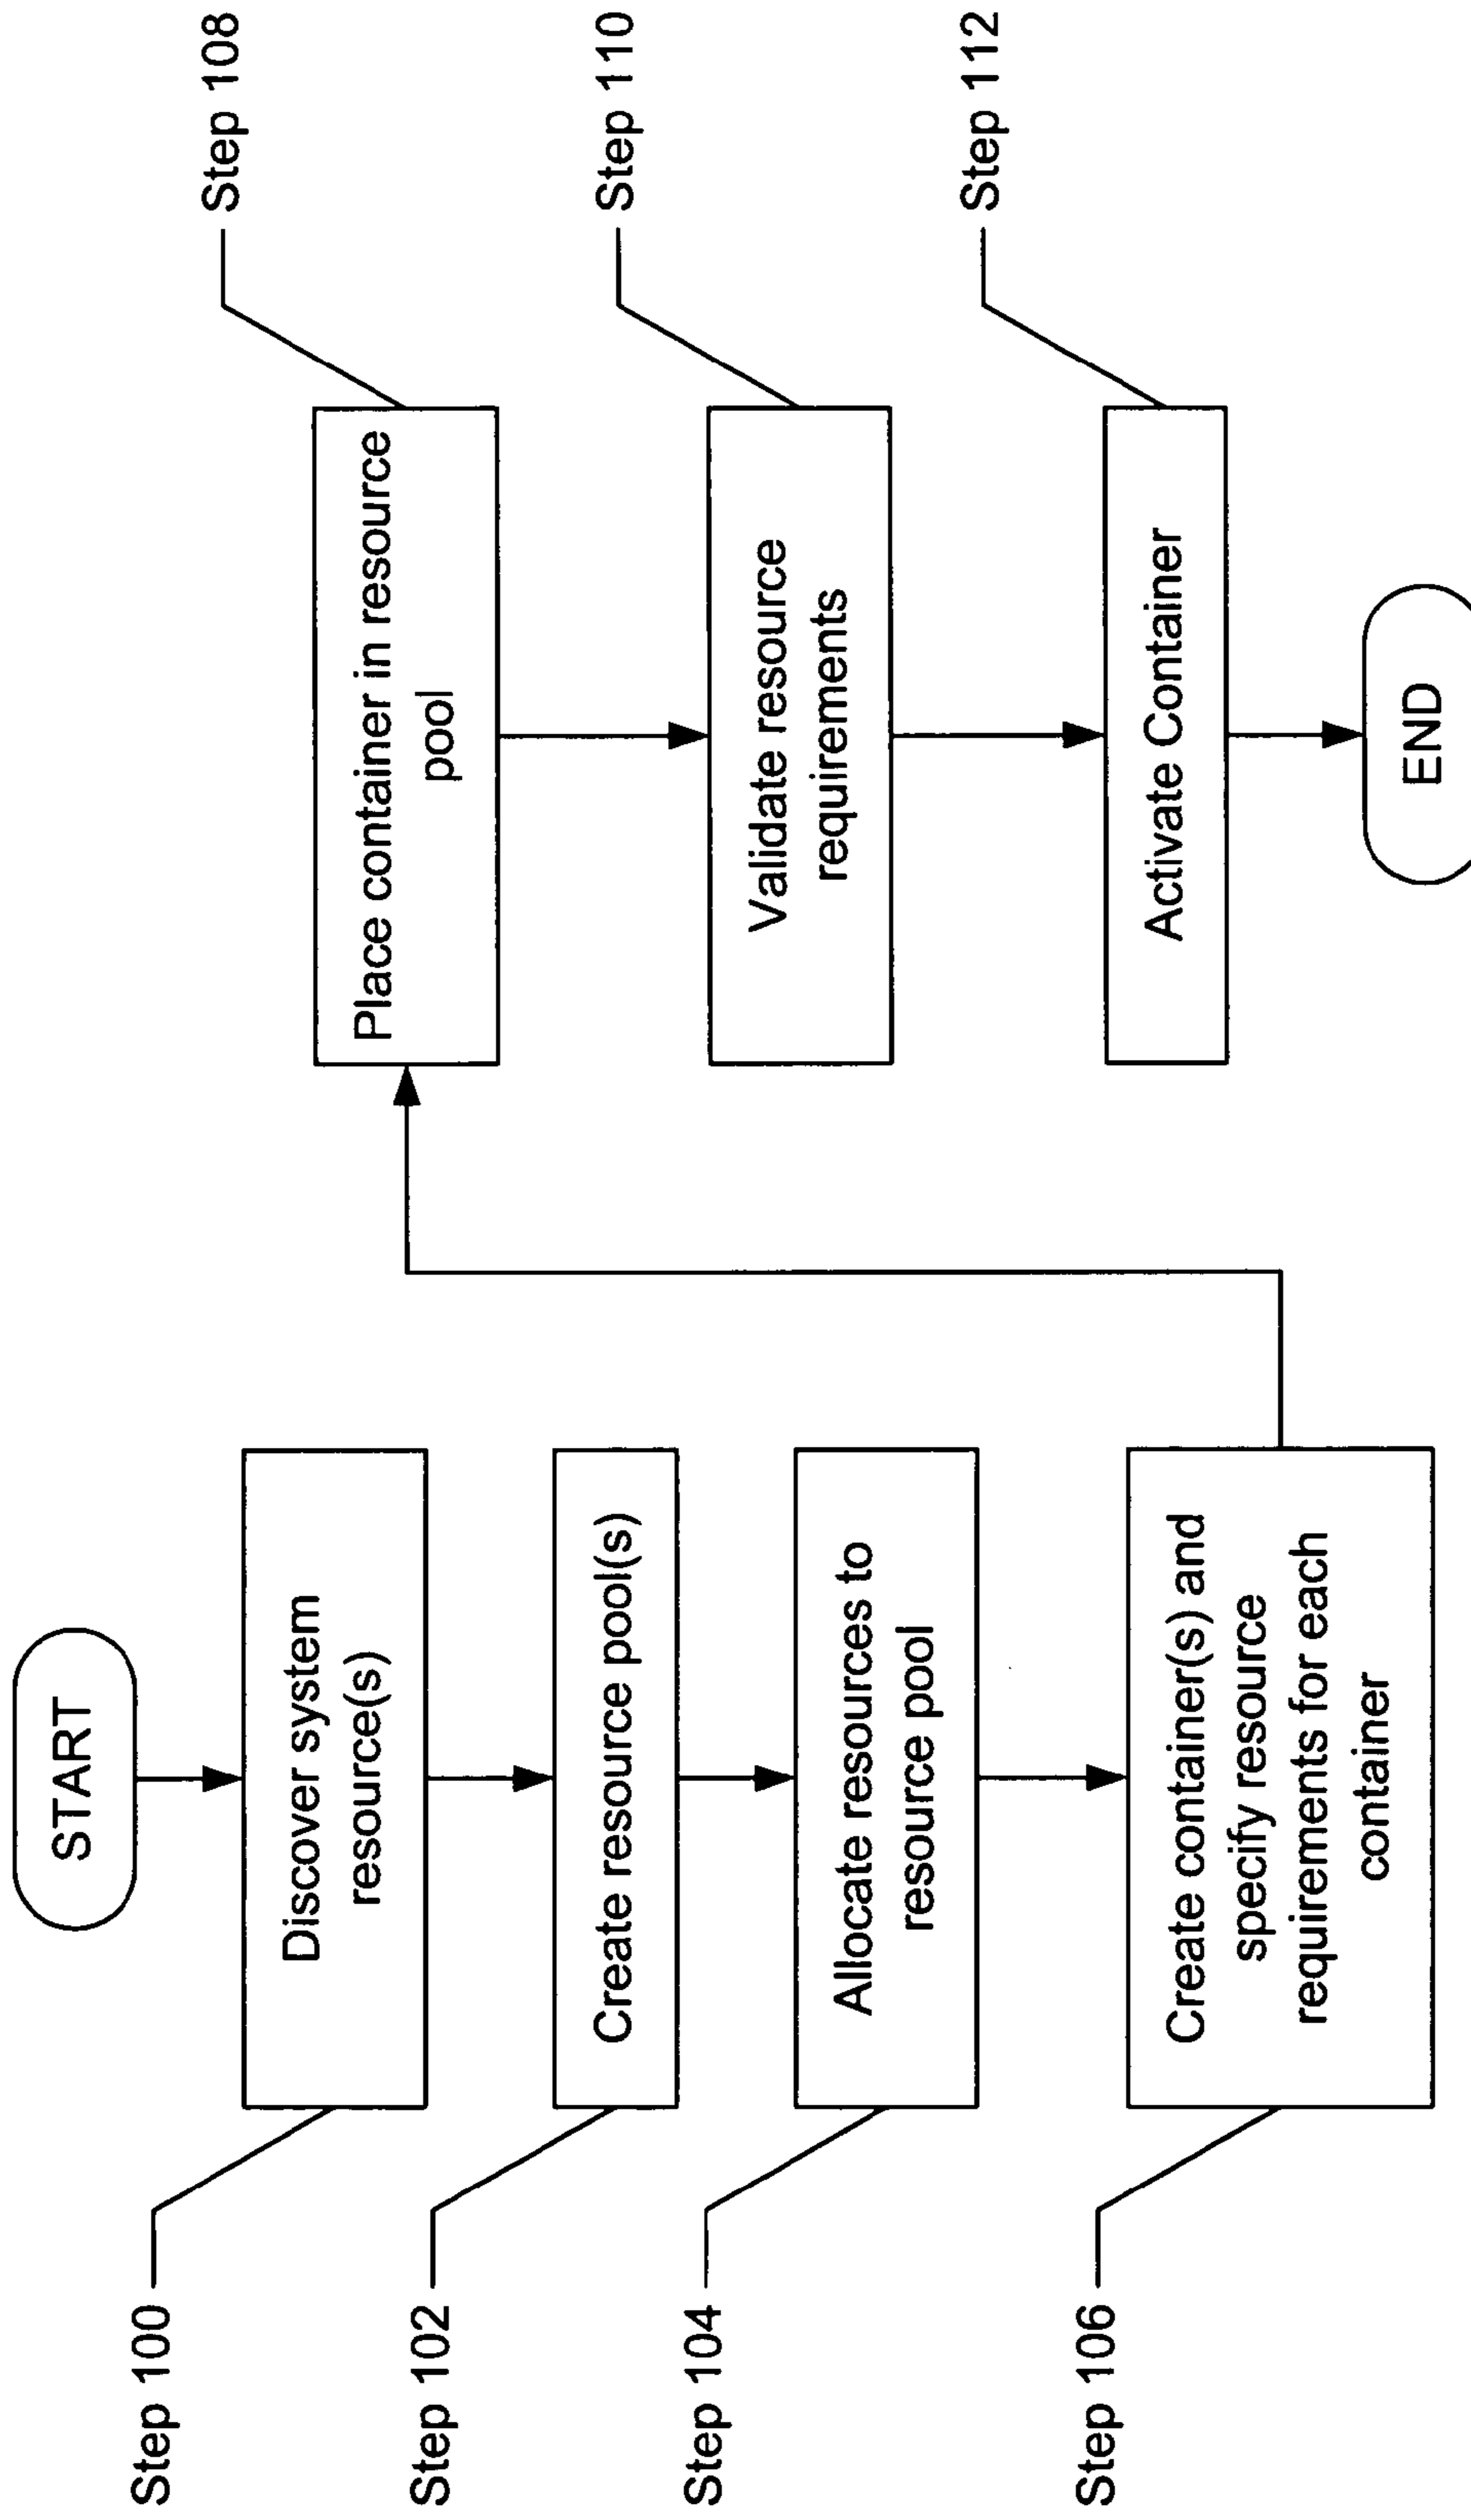 START
Step 100
Discover system
resource(s)
Step 102
Create resource pool(s)
Step 104
Allocate resources to
resource pool
Step 106
Create container(s) and
specify resource
requirements for each
container
Step 108
Place container in resource
pool
Step 110
Validate resource
requirements
Step 112
Activate Container
END